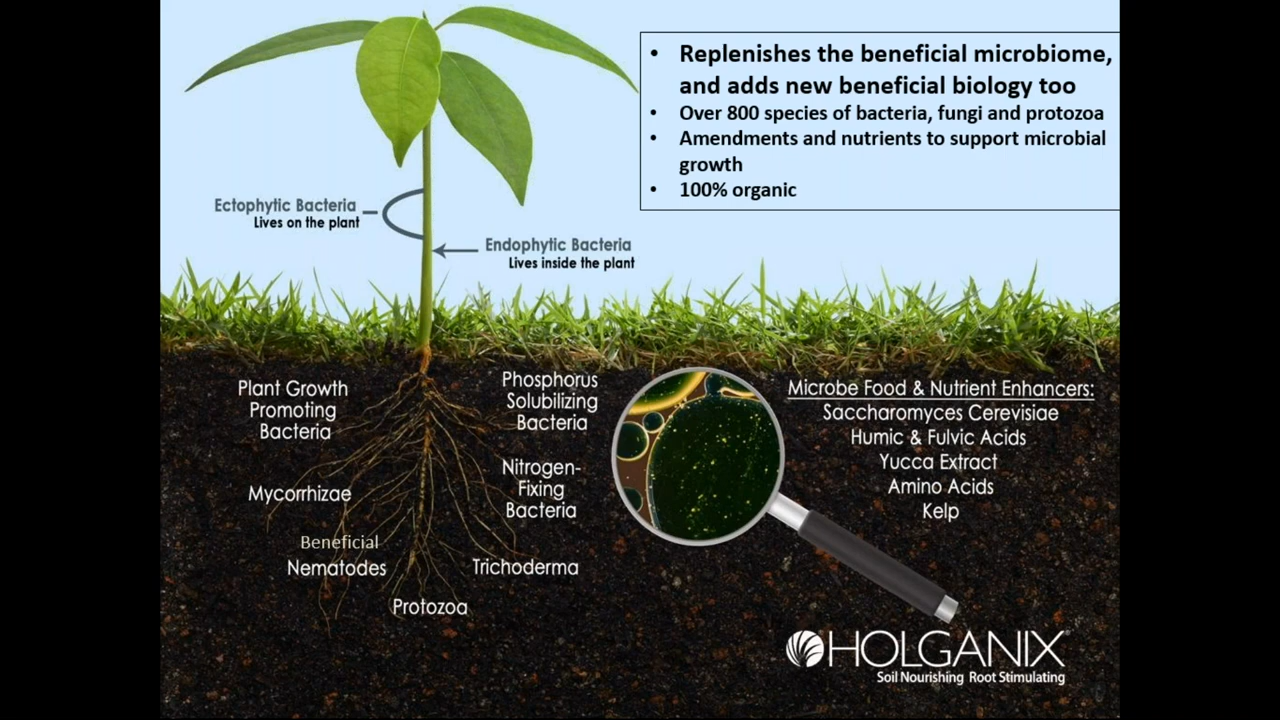 • Replenishes the beneficial microbiome,
and adds new beneficial biology too
• Over 800 species of bacteria, fungi and protozoa
• Amendments and nutrients to support microbial
growth
• 100% organic
Ectophytic Bacteria
Lives on the plant
Endophytic Bacteria
Lives inside the plant
Plant Growth
Promoting
Bacteria
Phosphorus
Solubilizing
Bacteria
Mycorrhizae
Nitrogen-
Fixing
Bacteria
Beneficial
Nematodes
Trichoderma
Protozoa
Microbe Food & Nutrient Enhancers:
Saccharomyces Cerevisiae
Humic & Fulvic Acids
Yucca Extract
Amino Acids
Kelp
HOLGANIX
Soil Nourishing Root Stimulating